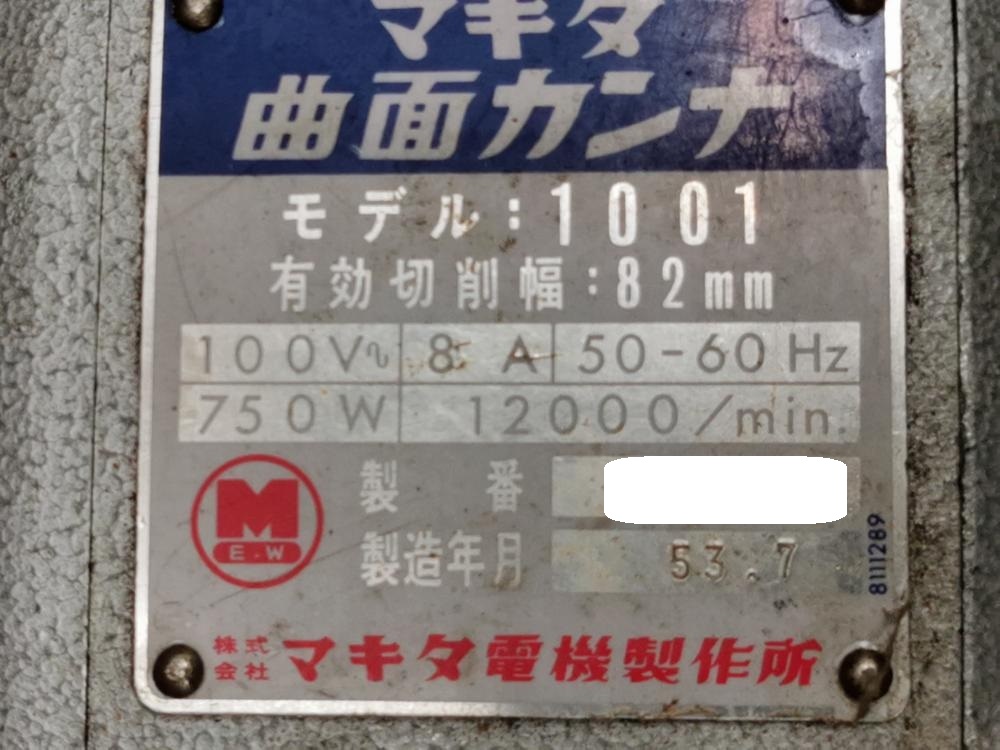 マキタ
曲面カンナ
モデル:1001
有効切削幅:82mm
100V∿ 8 A 50-60 Hz
750W 12000/min.
M
E.W
製番
製造年月 53.7
8111289
株式会社 マキタ電機製作所